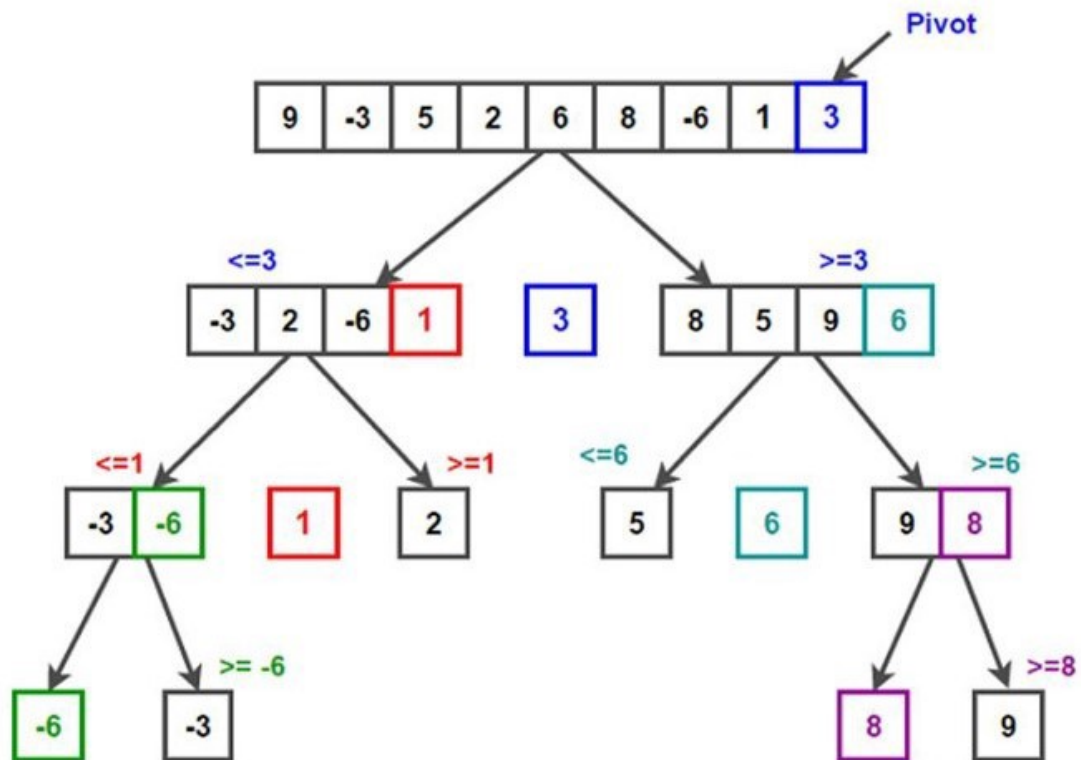 Pivot
9 -3 5 2 6 8 -6 1 3
<=3 >=3
-3 2 -6 1 3 8 5 9 6
<=1 >=1 <=6 >=6
-3 -6 1 2 5 6 9 8
>= -6 >=8
-6 -3 8 9